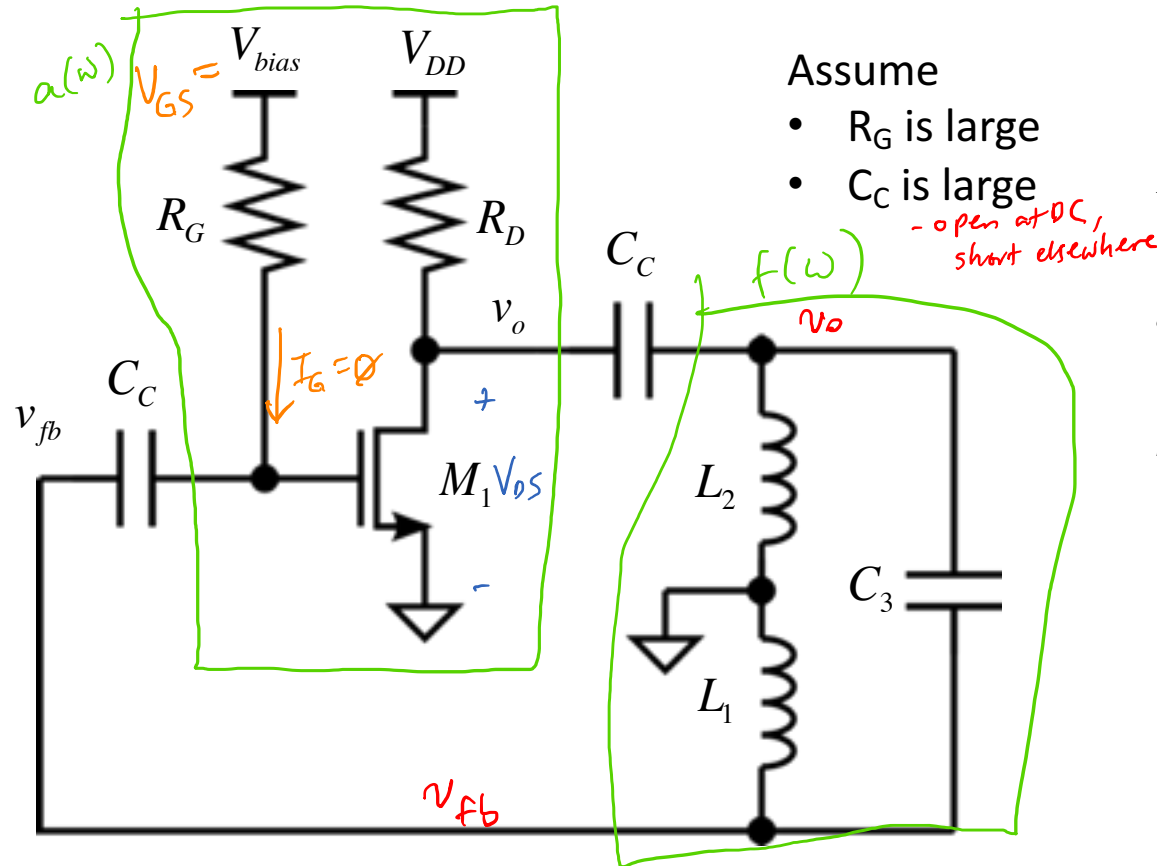 a(ω)
V_GS =
V_bias
V_DD
Assume
• R_G is large
• C_C is large
- open at DC,
short elsewhere
R_G
R_D
C_C
f(ω)
v_o
v_o
I_G = Ø
C_C
+
v_fb
M_1
V_DS
L_2
-
C_3
L_1
v_fb